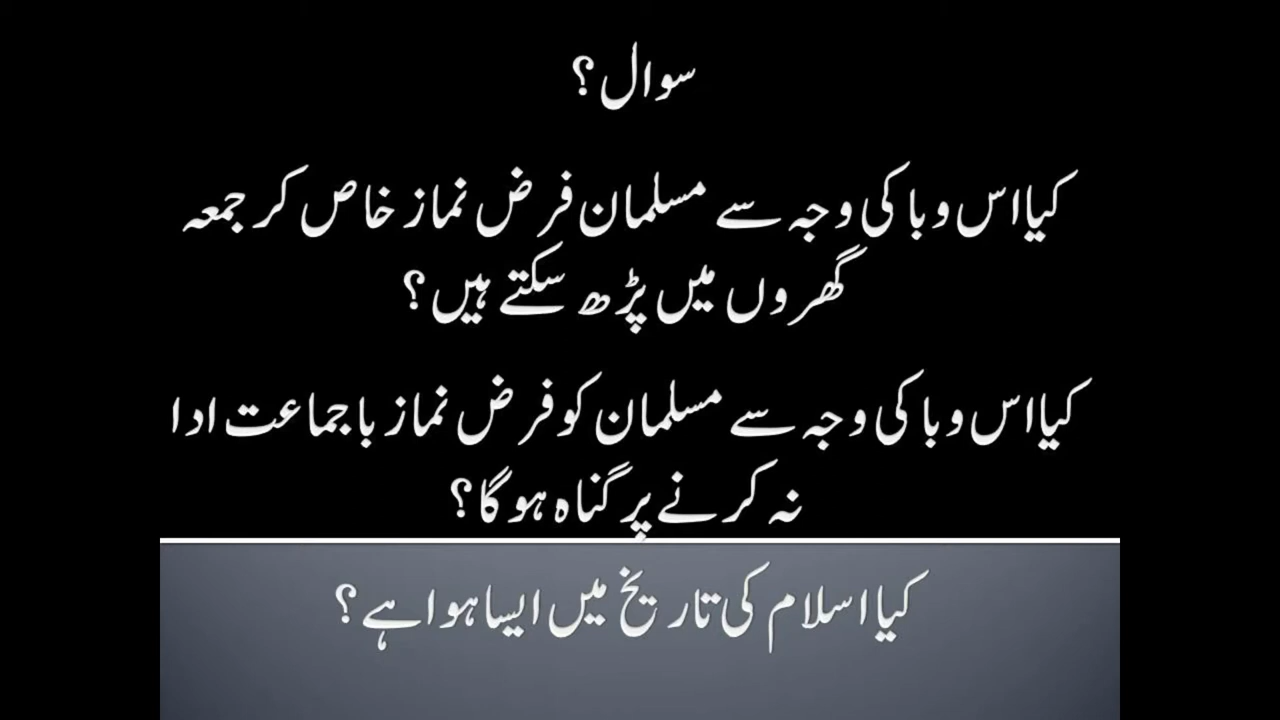 سوال؟
کیا اس وبا کی وجہ سے مسلمان فرض نماز خاص کر جمعہ
گھروں میں پڑھ سکتے ہیں؟
کیا اس وبا کی وجہ سے مسلمان کو فرض نماز باجماعت ادا
نہ کرنے پر گناہ ہو گا؟
کیا اسلام کی تاریخ میں ایسا ہوا ہے؟